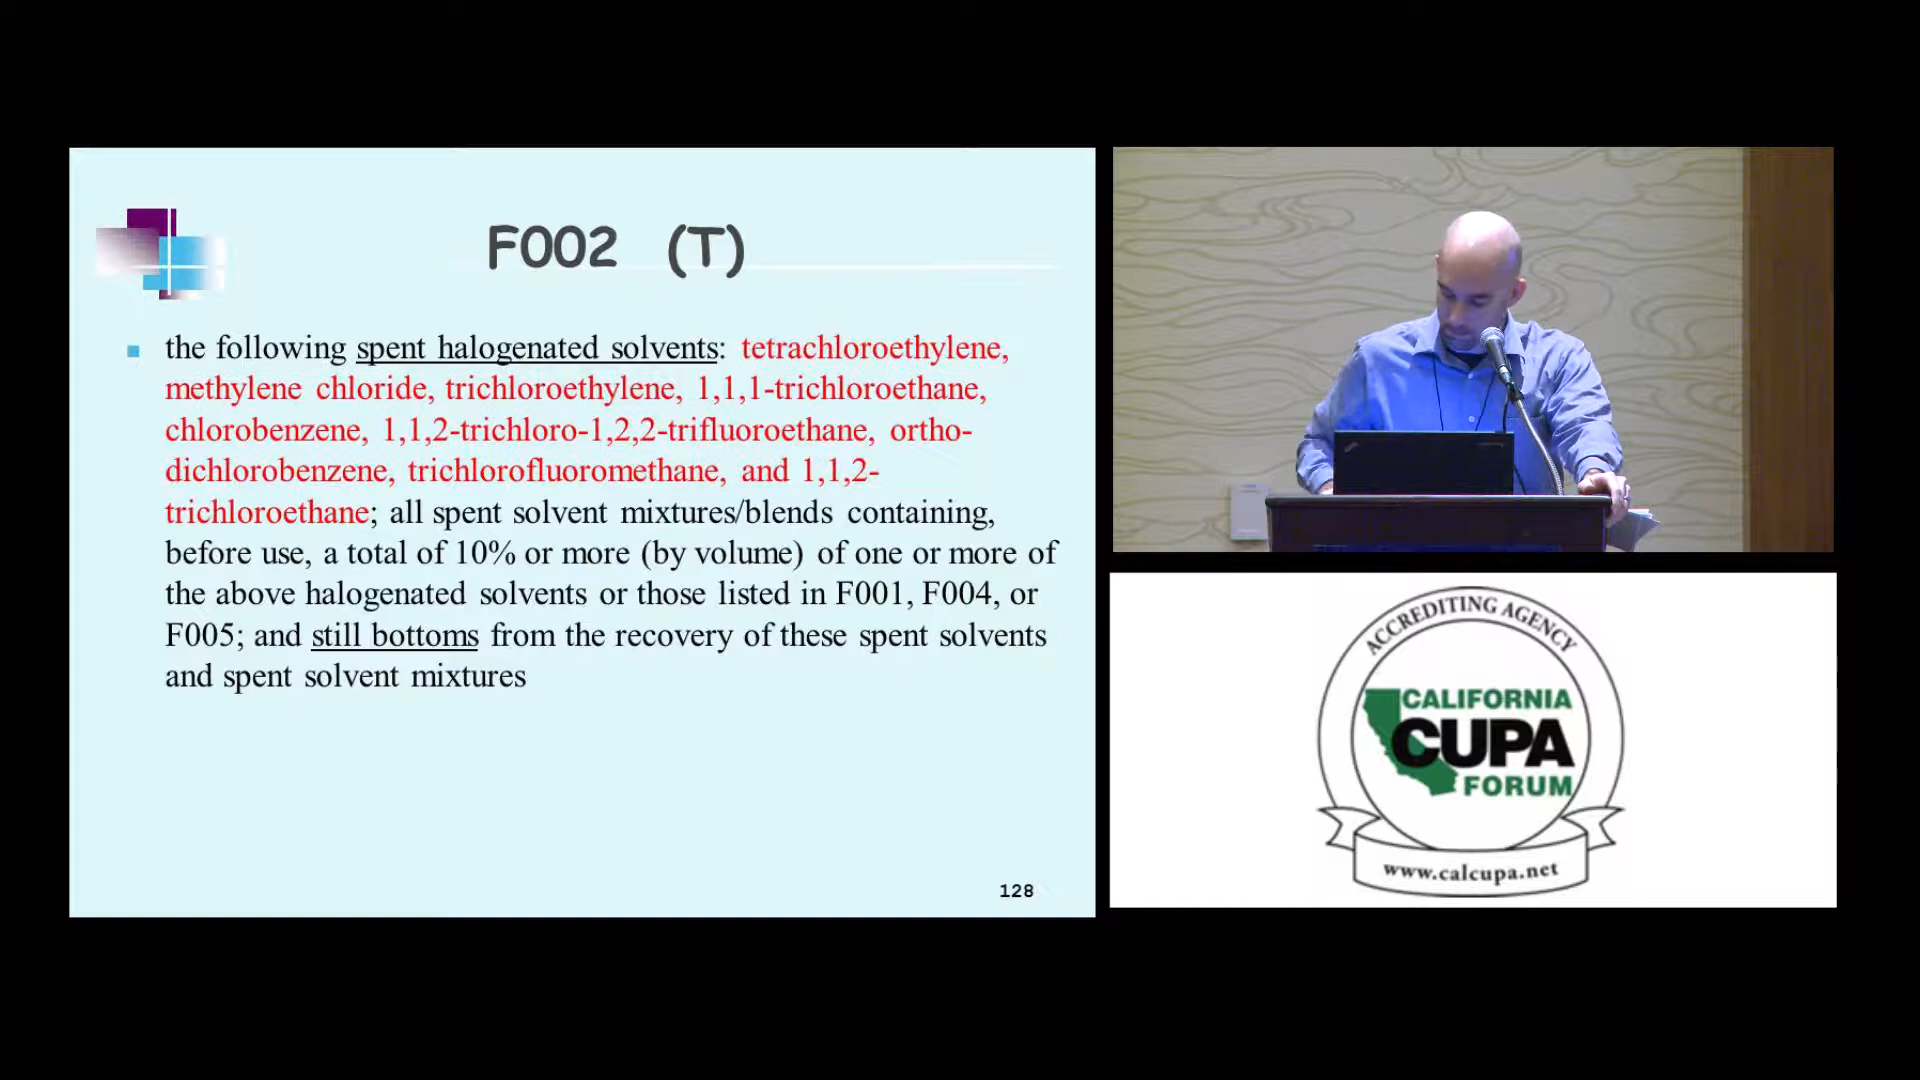 F002 (T)
the following spent halogenated solvents: tetrachloroethylene,
methylene chloride, trichloroethylene, 1,1,1-trichloroethane,
chlorobenzene, 1,1,2-trichloro-1,2,2-trifluoroethane, ortho-
dichlorobenzene, trichlorofluoromethane, and 1,1,2-
trichloroethane; all spent solvent mixtures/blends containing,
before use, a total of 10% or more (by volume) of one or more of
the above halogenated solvents or those listed in F001, F004, or
F005; and still bottoms from the recovery of these spent solvents
and spent solvent mixtures
128
ACCREDITING AGENCY
CALIFORNIA
CUPA
FORUM
www.calcupa.net